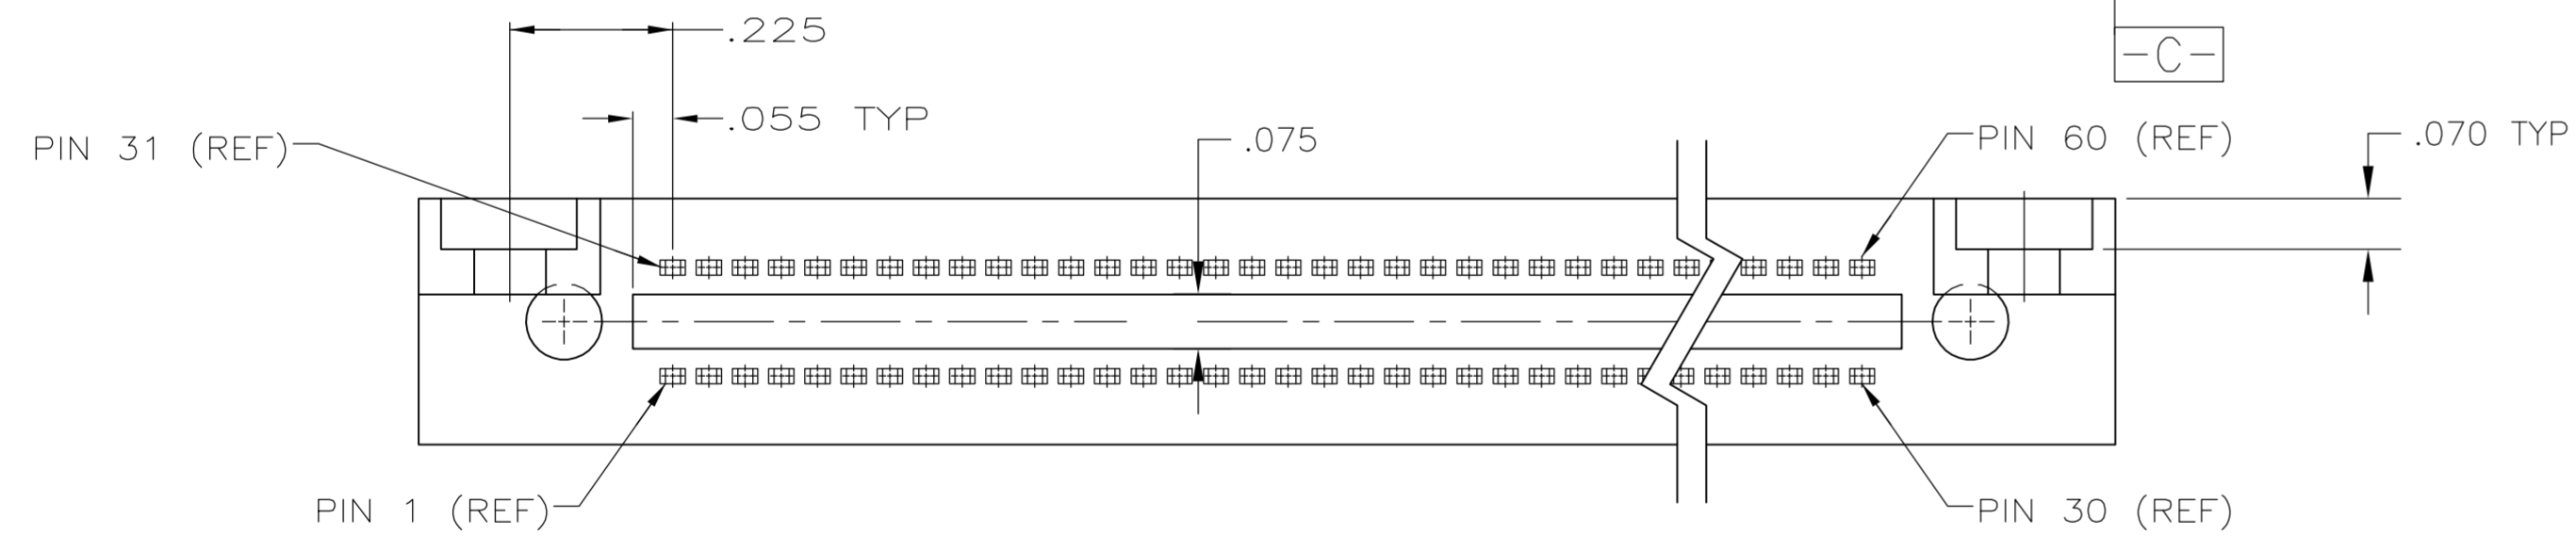 .225
-C-
.055 TYP
.075
PIN 31 (REF)
PIN 60 (REF)
.070 TYP
PIN 1 (REF)
PIN 30 (REF)